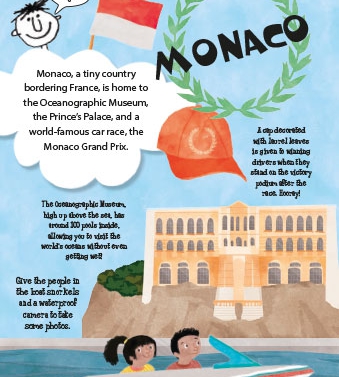 MONACO
Monaco, a tiny country
bordering France, is home to
the Oceanographic Museum,
the Prince's Palace, and a
world-famous car race, the
Monaco Grand Prix.
A cap decorated
with laurel leaves
is given to winning
drivers when they
stand on the victory
podium after the
race. Hooray!
The Oceanographic Museum,
high up above the sea, has
around 100 pools inside,
allowing you to visit the
world's oceans without even
getting wet!
Give the people in
the boat snorkels
and a waterproof
camera to take
some photos.